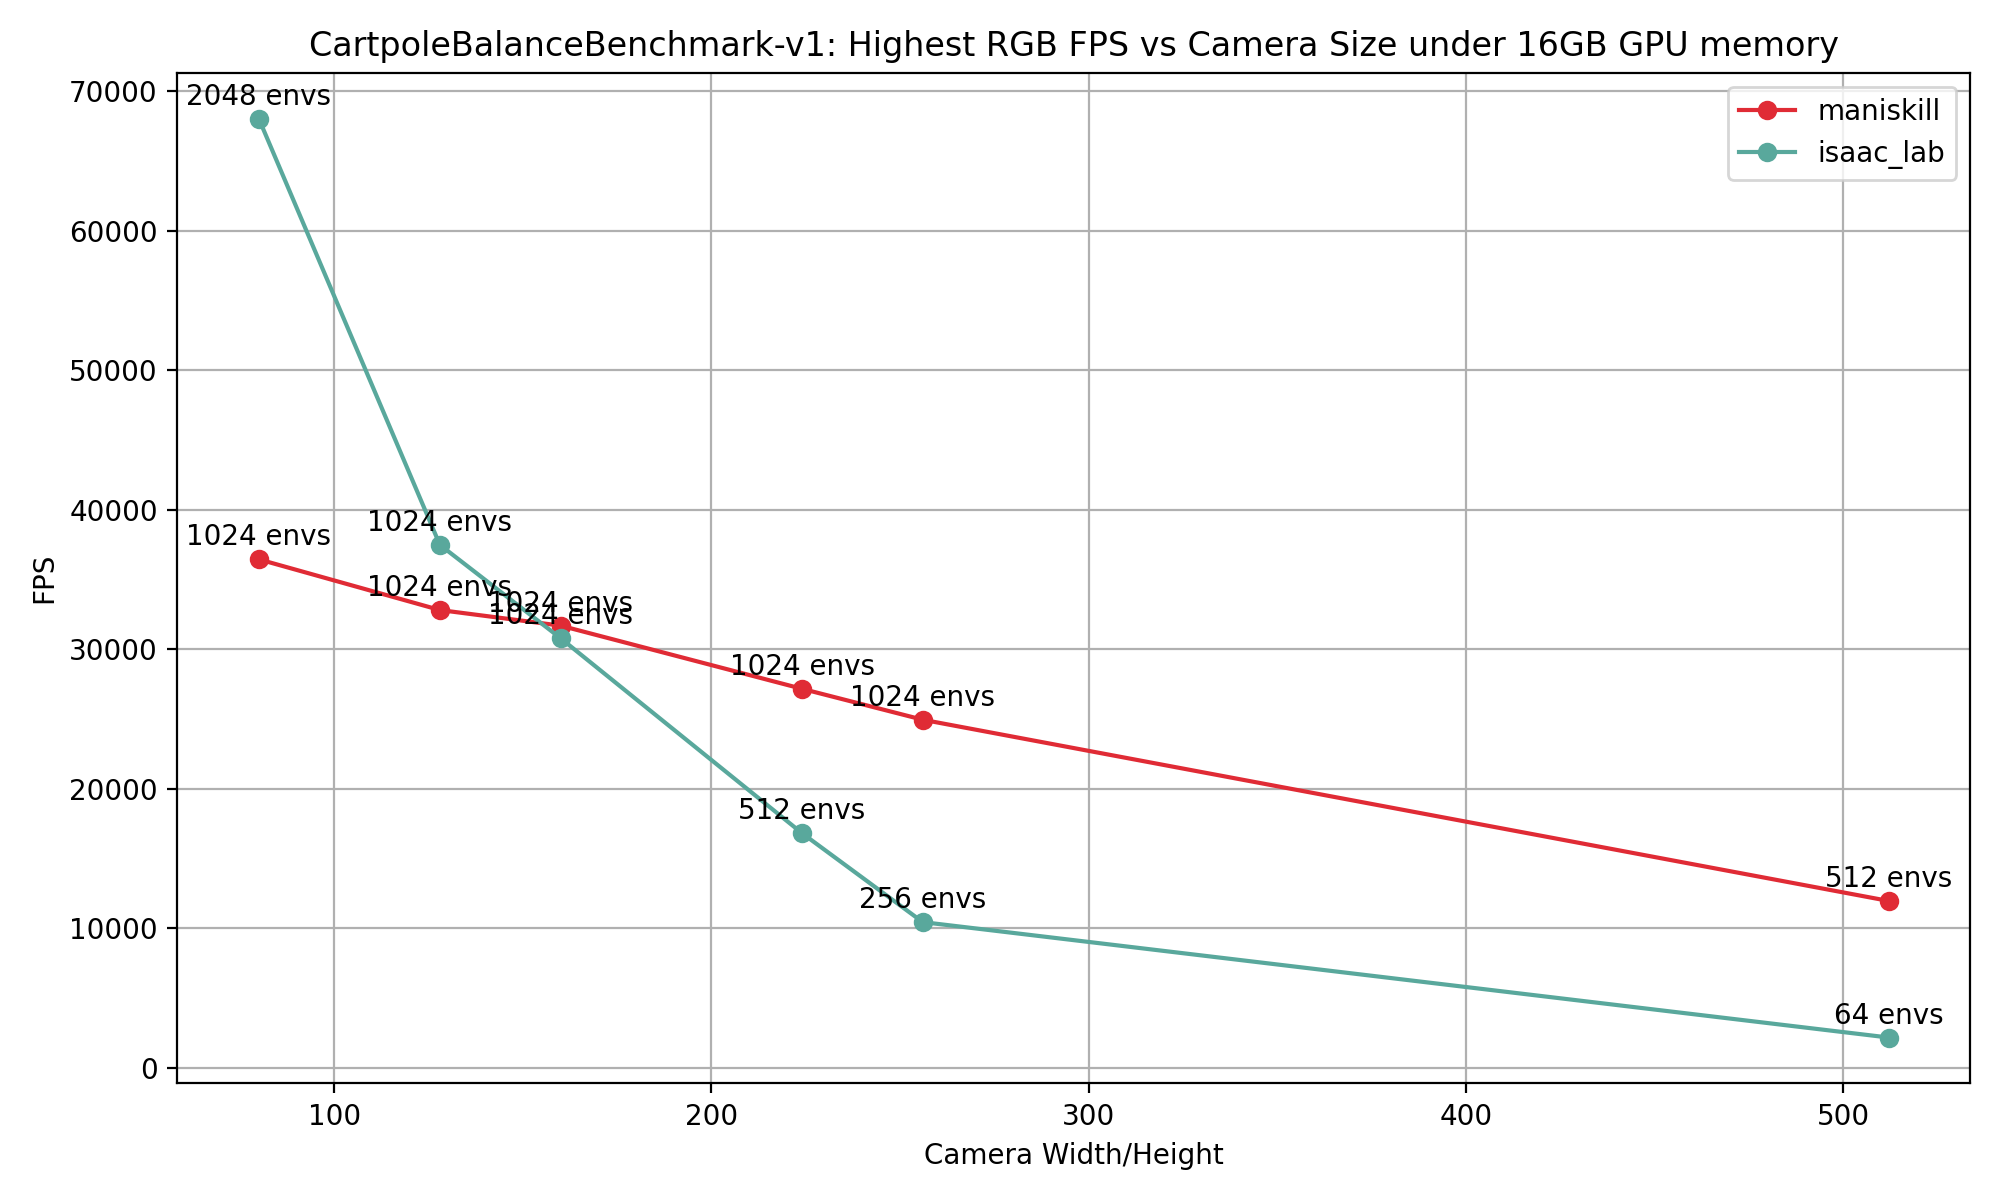 CartpoleBalanceBenchmark-v1: Highest RGB FPS vs Camera Size under 16GB GPU memory
70000
60000
50000
40000
30000
20000
10000
0
FPS
2048 envs
1024 envs
1024 envs
1024 envs
1024 envs
1024 envs
1024 envs
1024 envs
512 envs
256 envs
512 envs
64 envs
maniskill
isaac_lab
100
200
300
400
500
Camera Width/Height